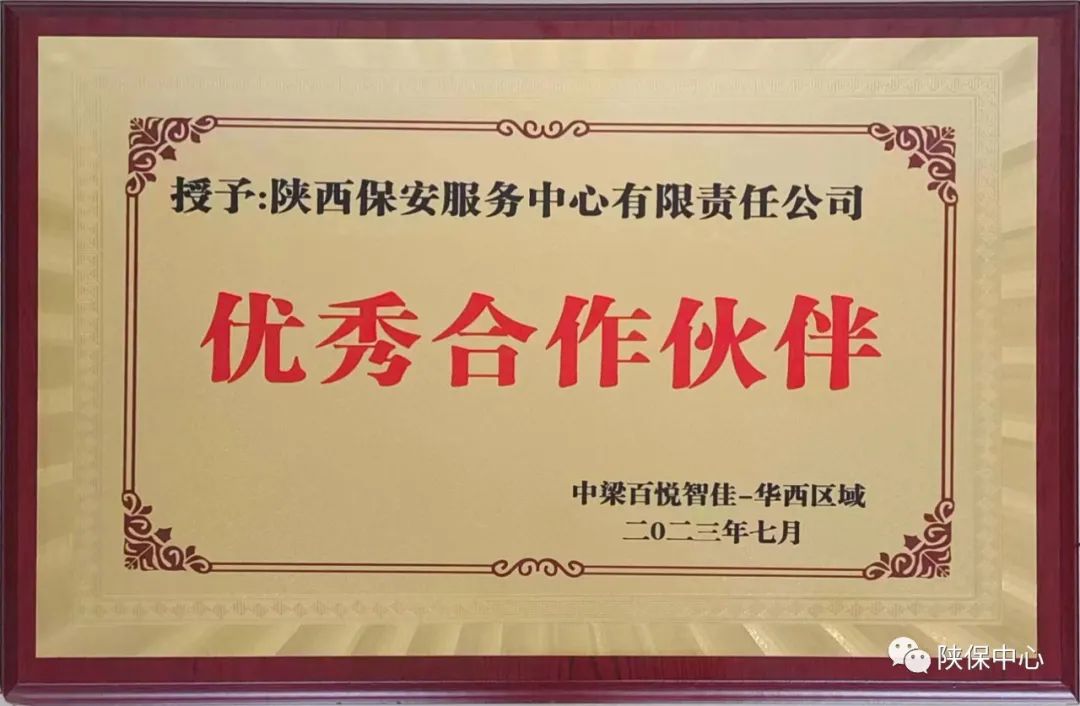 授予:陕西保安服务中心有限责任公司
优秀合作伙伴
中梁百悦智佳-华西区域
二0二三年七月
陕保中心